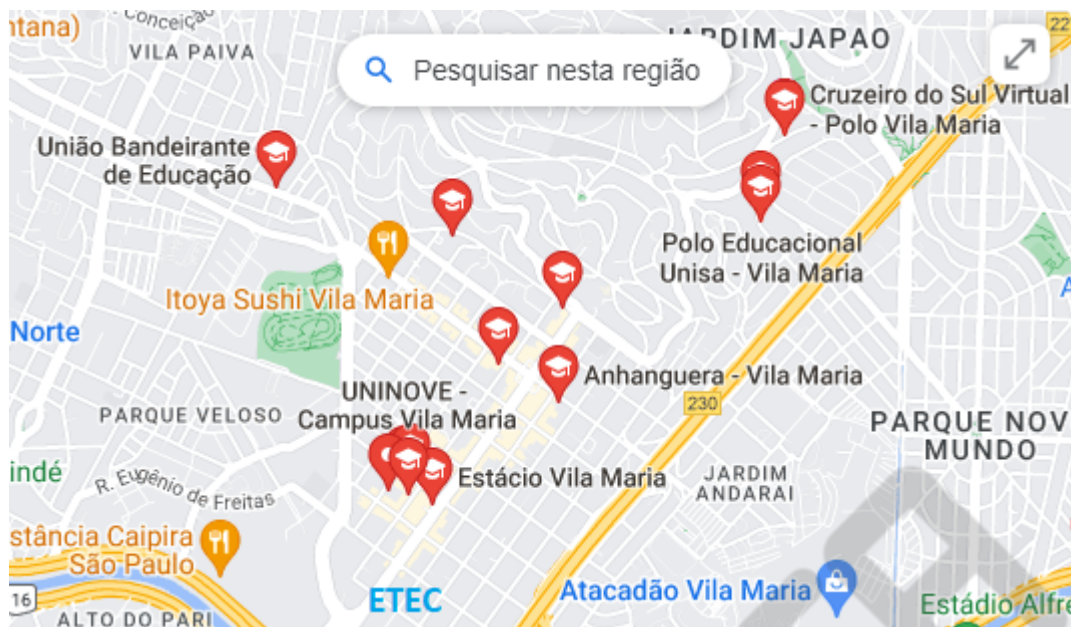 Conceição
ntana)
VILA PAIVA
JARDIM JAPAO
22
Pesquisar nesta região
Cruzeiro do Sul Virtual
- Polo Vila Maria
União Bandeirante
de Educação
Polo Educacional
Unisa - Vila Maria
Itoya Sushi Vila Maria
A
Norte
UNINOVE -
Campus Vila Maria
Anhanguera - Vila Maria
230
PARQUE VELOSO
PARQUE NOV
MUNDO
indé
R. Eugênio de Freitas
Estácio Vila Maria
JARDIM
ANDARAI
stância Caipira
São Paulo
Atacadão Vila Maria
ETEC
16
Estádio Alfre
ALTO DO PARI